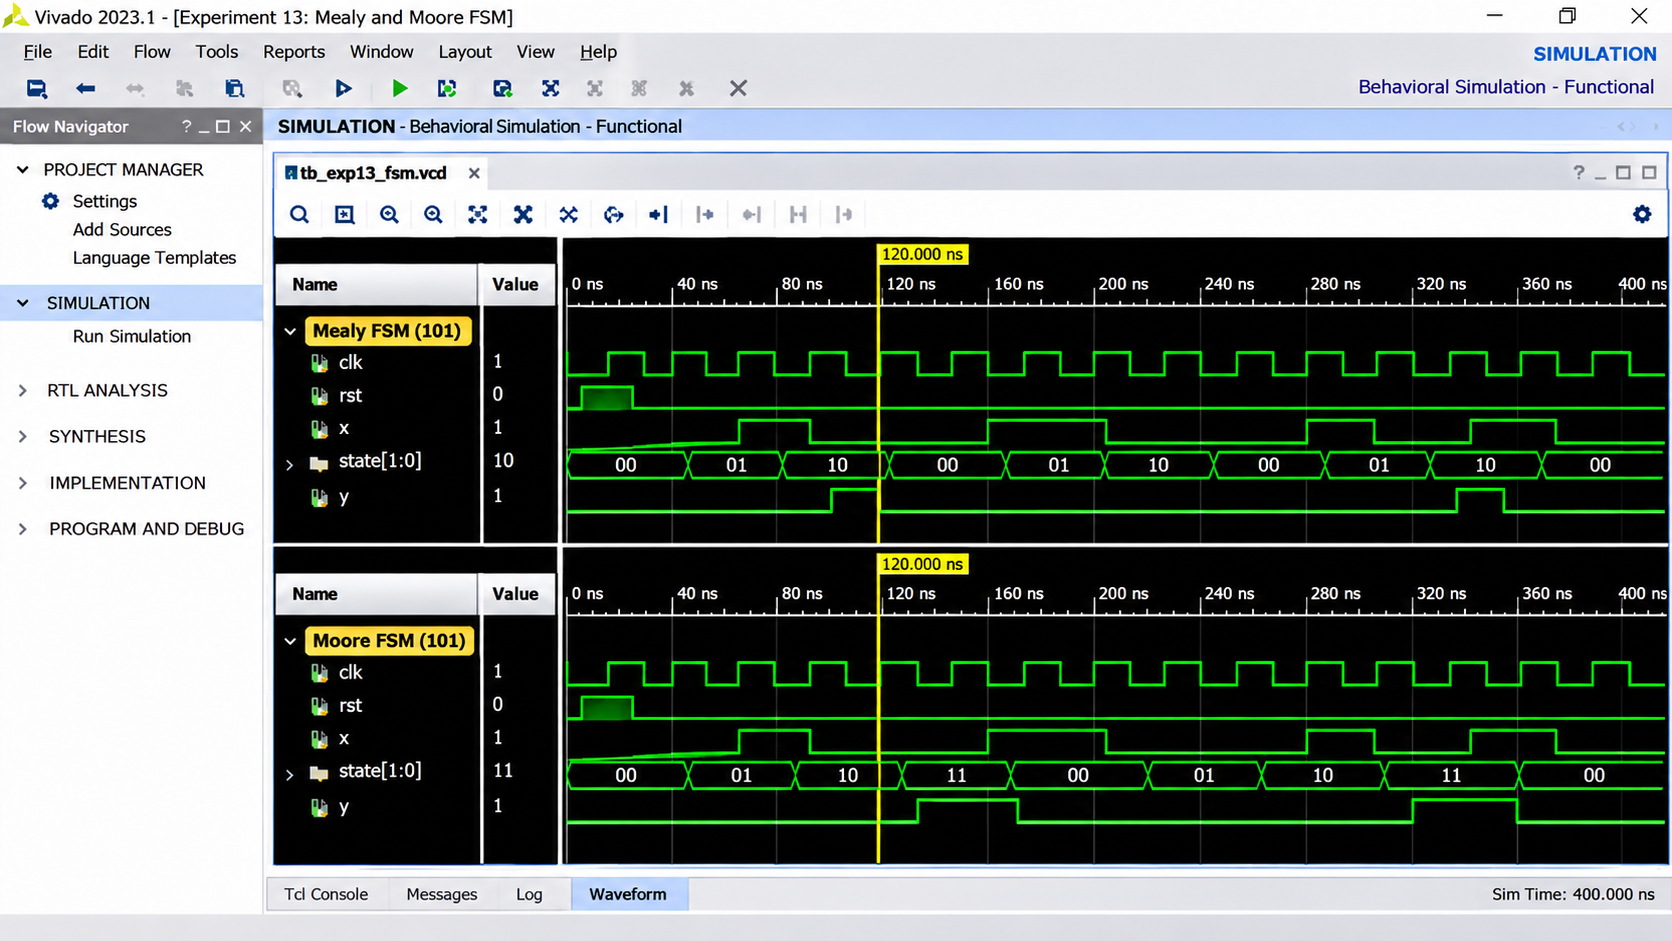 Vivado 2023.1 - [Experiment 13: Mealy and Moore FSM]
File Edit Flow Tools Reports Window Layout View Help
SIMULATION
Behavioral Simulation - Functional
Flow Navigator ?
SIMULATION - Behavioral Simulation - Functional
PROJECT MANAGER
Settings
Add Sources
Language Templates
SIMULATION
Run Simulation
RTL ANALYSIS
SYNTHESIS
IMPLEMENTATION
PROGRAM AND DEBUG
tb_exp13_fsm.vcd ?
120.000 ns
Name Value 0 ns 40 ns 80 ns 120 ns 160 ns 200 ns 240 ns 280 ns 320 ns 360 ns 400 ns
Mealy FSM (101)
clk 1
rst 0
x 1
state[1:0] 10 00 01 10 00 01 10 00 01 10 00
y 1
120.000 ns
Name Value 0 ns 40 ns 80 ns 120 ns 160 ns 200 ns 240 ns 280 ns 320 ns 360 ns 400 ns
Moore FSM (101)
clk 1
rst 0
x 1
state[1:0] 11 00 01 10 11 00 01 10 11 00
y 1
Tcl Console Messages Log Waveform Sim Time: 400.000 ns